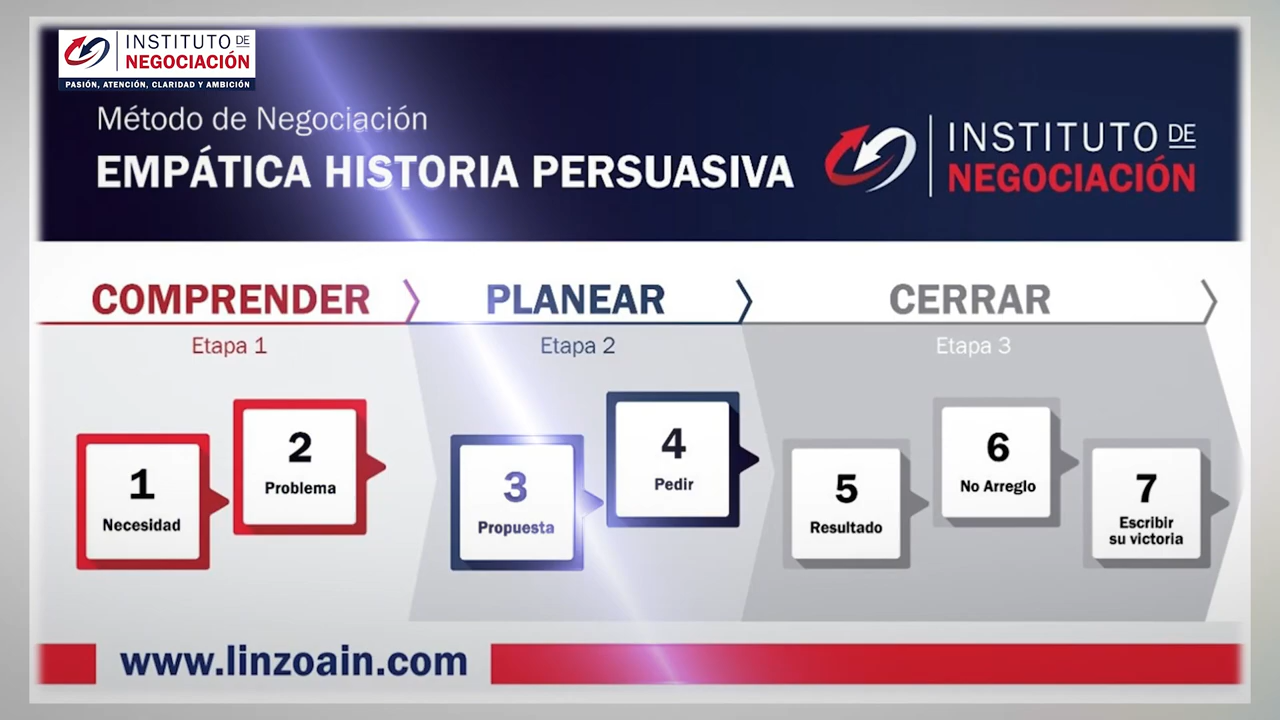 INSTITUTO DE
NEGOCIACIÓN
PASIÓN, ATENCIÓN, CLARIDAD Y AMBICIÓN
Método de Negociación
EMPÁTICA HISTORIA PERSUASIVA
INSTITUTO DE
NEGOCIACIÓN
COMPRENDER
Etapa 1
1
Necesidad
2
Problema
PLANEAR
Etapa 2
3
Propuesta
4
Pedir
CERRAR
Etapa 3
5
Resultado
6
No Arreglo
7
Escribir
su victoria
www.linzoain.com